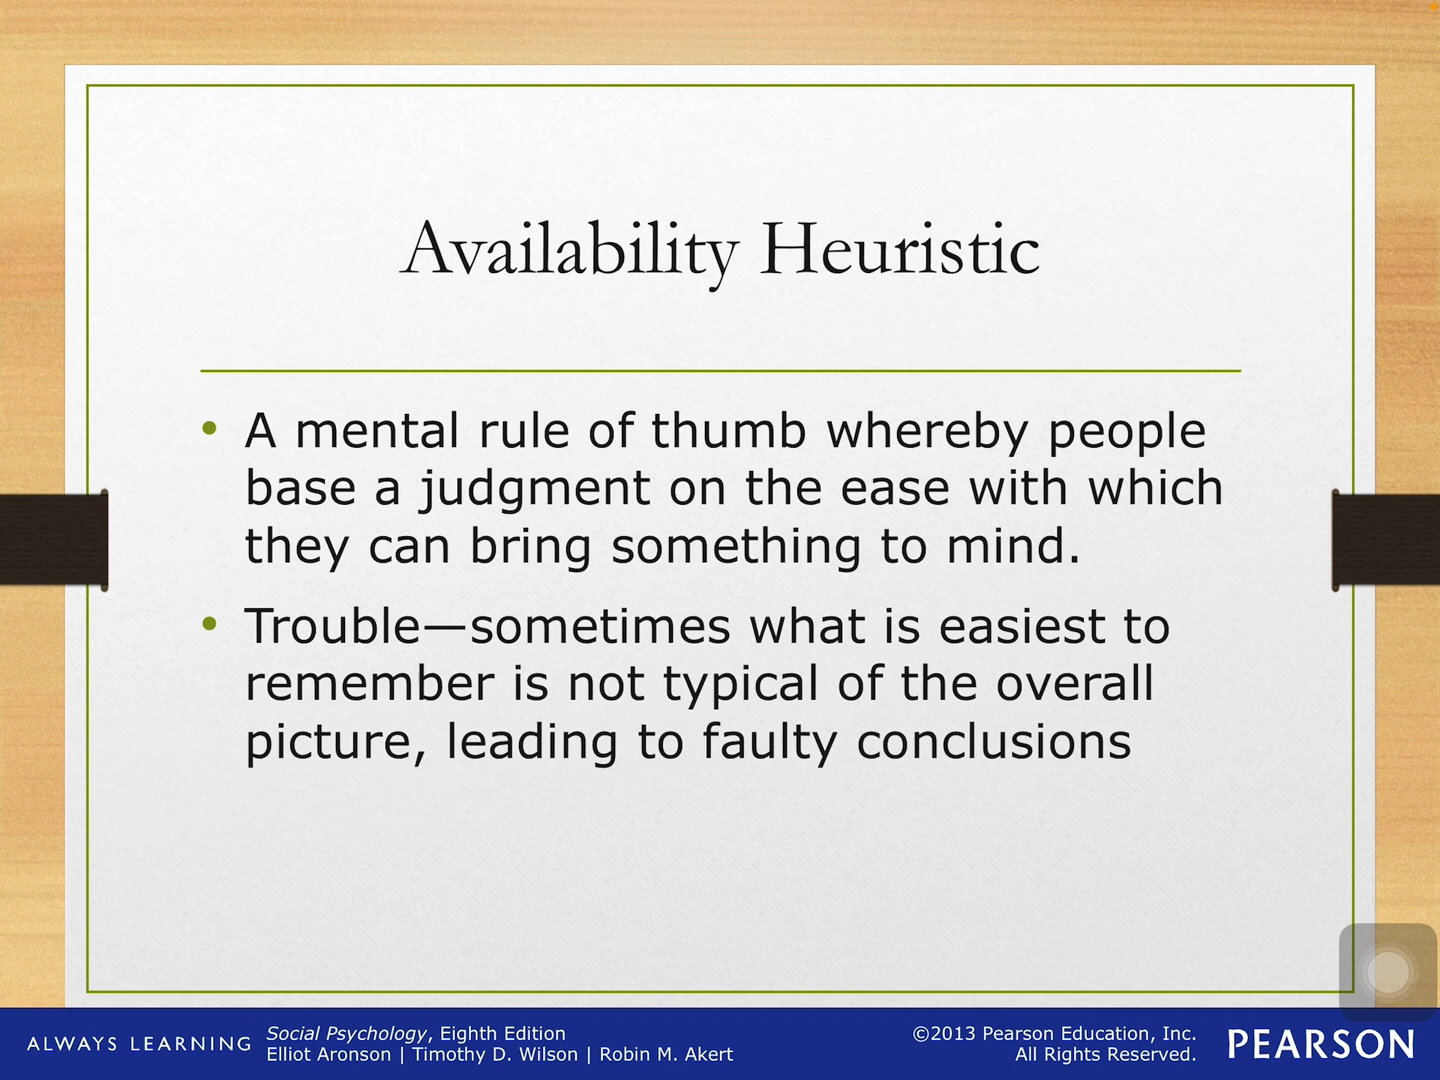 Availability Heuristic
• A mental rule of thumb whereby people
base a judgment on the ease with which
they can bring something to mind.
• Trouble—sometimes what is easiest to
remember is not typical of the overall
picture, leading to faulty conclusions
ALWAYS LEARNING
Social Psychology, Eighth Edition
Elliot Aronson | Timothy D. Wilson | Robin M. Akert
©2013 Pearson Education, Inc.
All Rights Reserved.
PEARSON